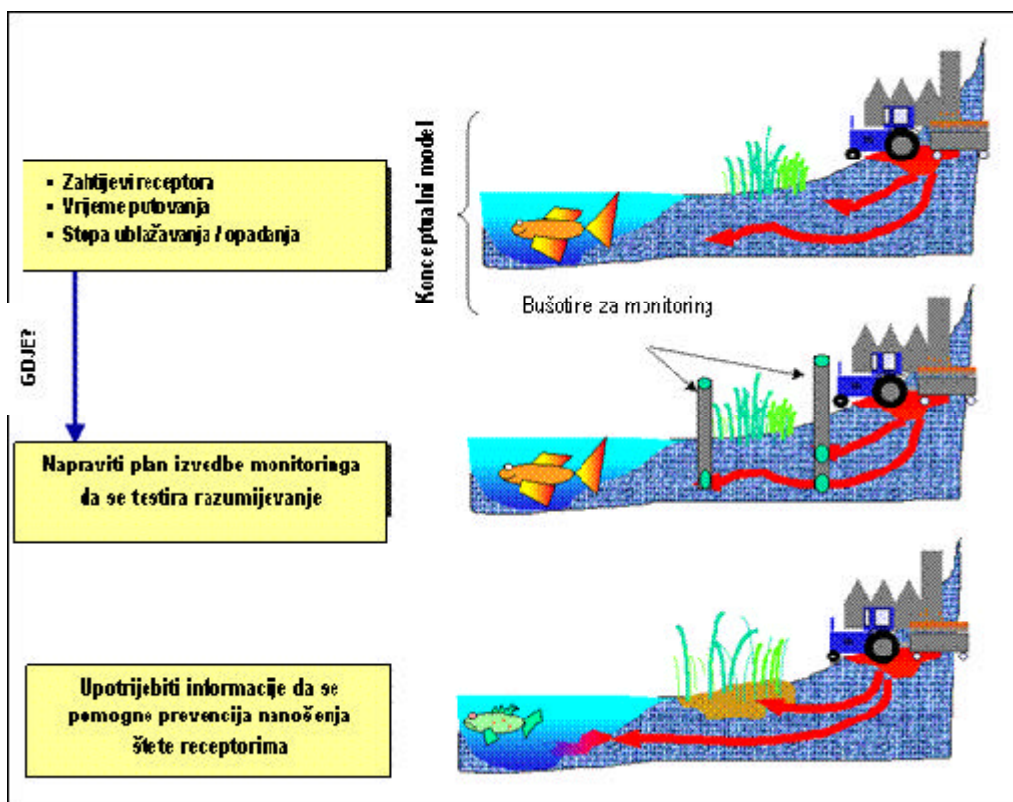 ▪ Zahtijevi receptora
▪ Vrijeme putovanja
▪ Stopa ublažavanja / opadanja
Konceptualni model
Bušotire za monitoring
GDJE?
Napraviti plan izvedbe monitoringa
da se testira razumijevanje
Upotrijebiti informacije da se
pomogne prevencija nanošenja
štete receptorima